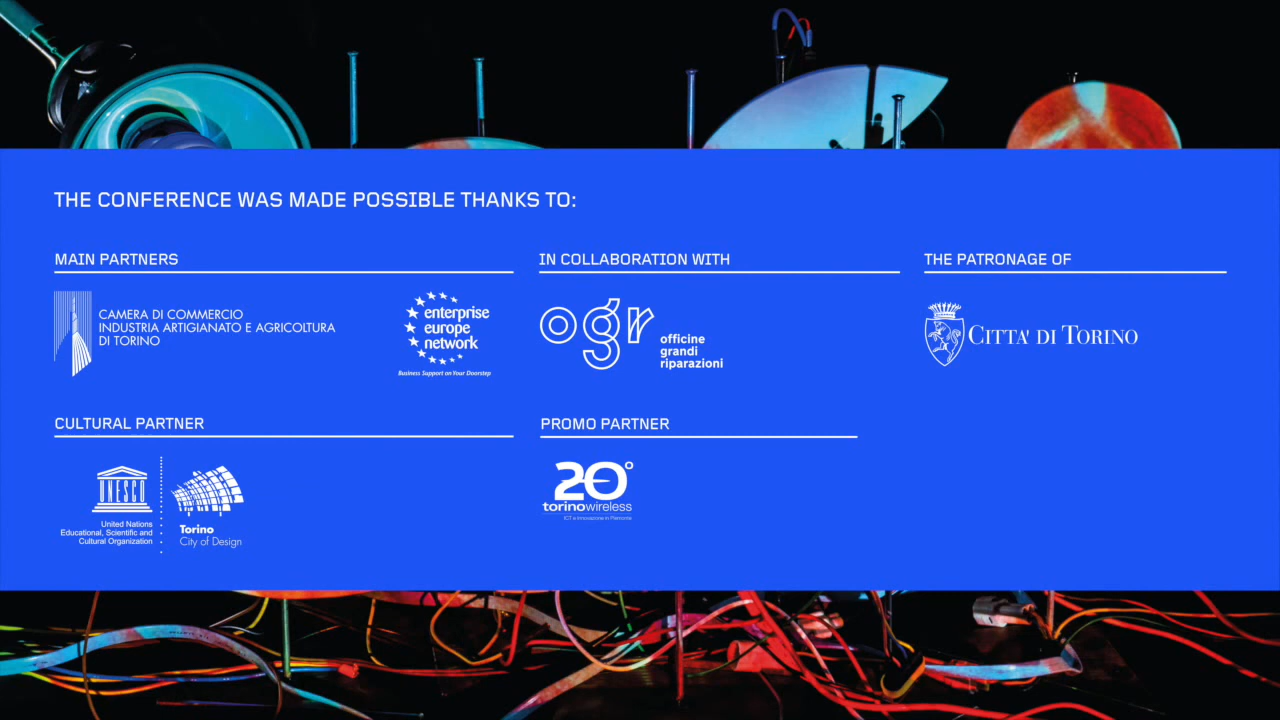 THE CONFERENCE WAS MADE POSSIBLE THANKS TO:
MAIN PARTNERS
CAMERA DI COMMERCIO
INDUSTRIA ARTIGIANATO E AGRICOLTURA
DI TORINO
enterprise
europe
network
Business Support on Your Doorstep
IN COLLABORATION WITH
ogr
officine
grandi
riparazioni
THE PATRONAGE OF
CITTA' DI TORINO
CULTURAL PARTNER
UNESCO
United Nations
Educational, Scientific and
Cultural Organization
Torino
City of Design
PROMO PARTNER
20°
torinowireless
ICT e innovazione in Piemonte